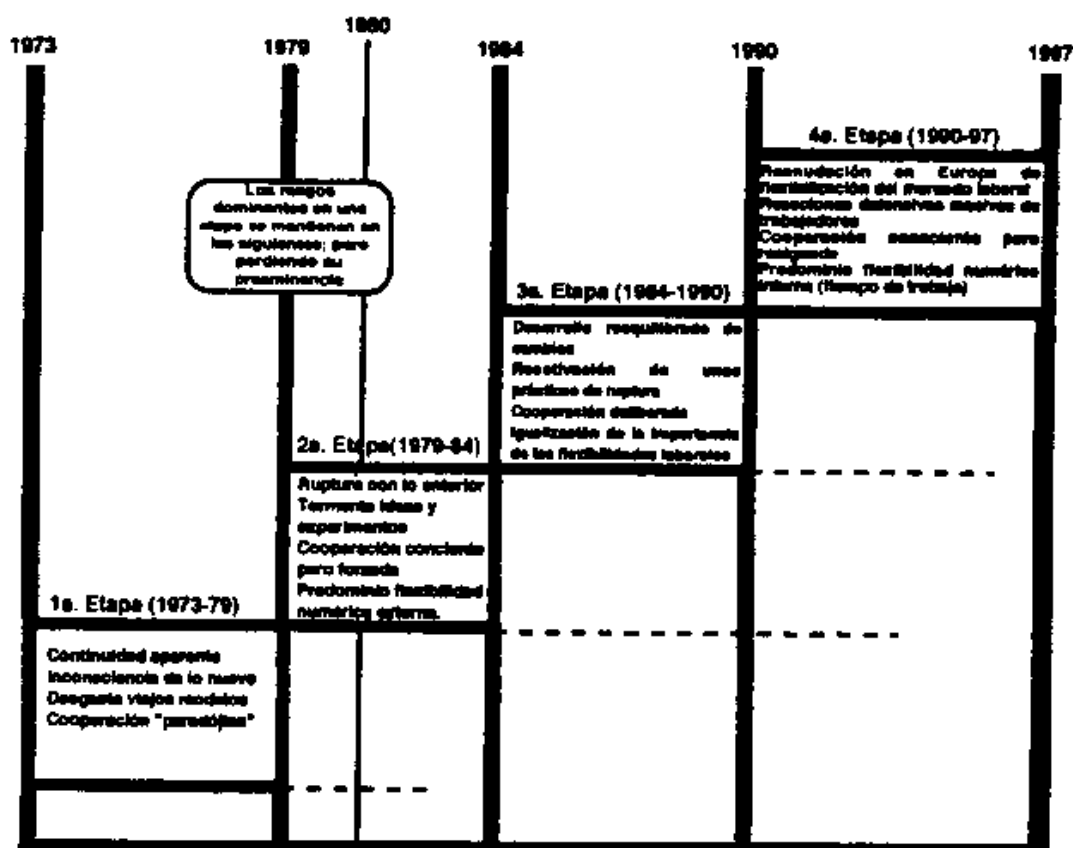 1973
1979
1980
1984
1990
1997
Los rasgos
dominantes en una
etapa se mantienen en
las siguientes; pero
perdiendo su
preeminencia
4a. Etapa (1990-97)
Reanudación en Europa de
flexibilización del mercado laboral
Reacciones defensivas masivas de
trabajadores
Cooperación consciente pero
Predominio flexibilidad numérica
interna (tiempo de trabajo)
3a. Etapa (1984-1990)
Desarrollo reequilibrado de
cambios
Reactivación de unas
prácticas de ruptura
Cooperación deliberada
Igualización de la importancia
de las flexibilidades laborales
2a. Etapa(1979-84)
Ruptura con lo anterior
Tormenta ideas y
experimentos
Cooperación conciente
pero forzada
Predominio flexibilidad
numérica externa.
1a. Etapa (1973-79)
Continuidad aparente
Inconsciencia de lo nuevo
Desgaste viejos modelos
Cooperación "paradójica"